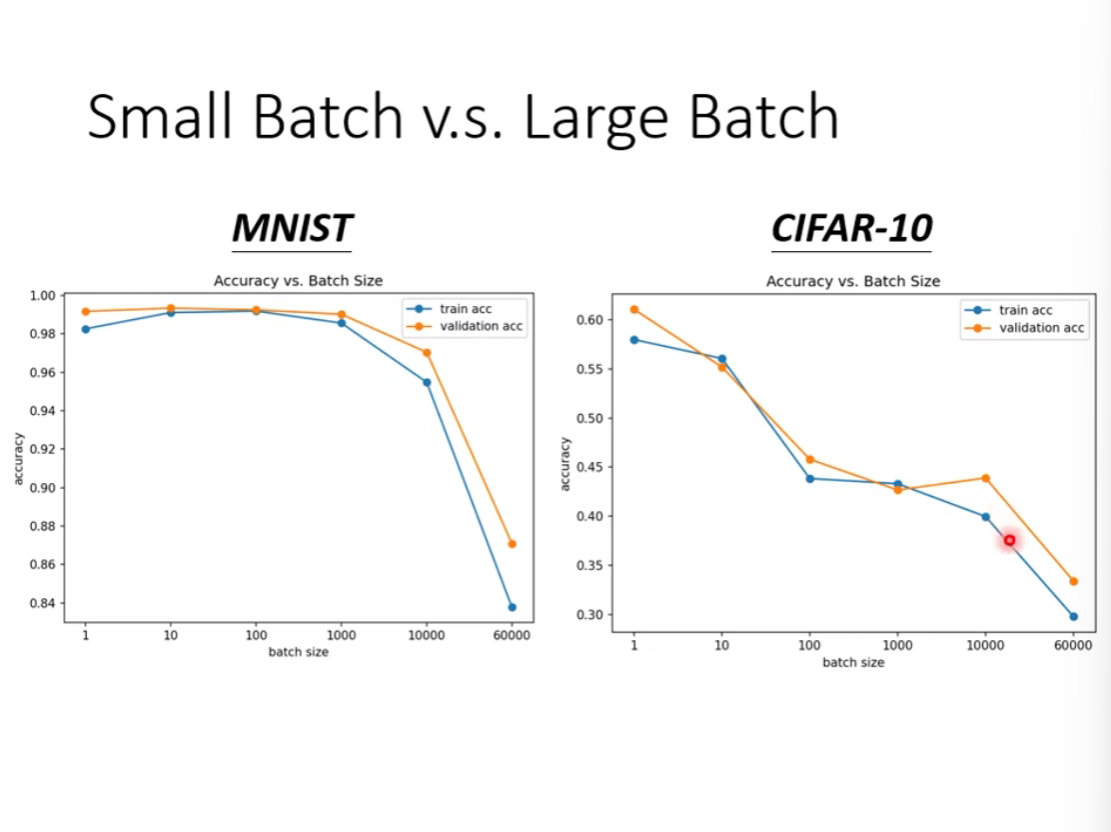 Small Batch v.s. Large Batch
MNIST
Accuracy vs. Batch Size
train acc
validation acc
1.00
0.98
0.96
0.94
0.92
0.90
0.88
0.86
0.84
accuracy
1 10 100 1000 10000 60000
batch size
CIFAR-10
Accuracy vs. Batch Size
train acc
validation acc
0.60
0.55
0.50
0.45
0.40
0.35
0.30
accuracy
1 10 100 1000 10000 60000
batch size